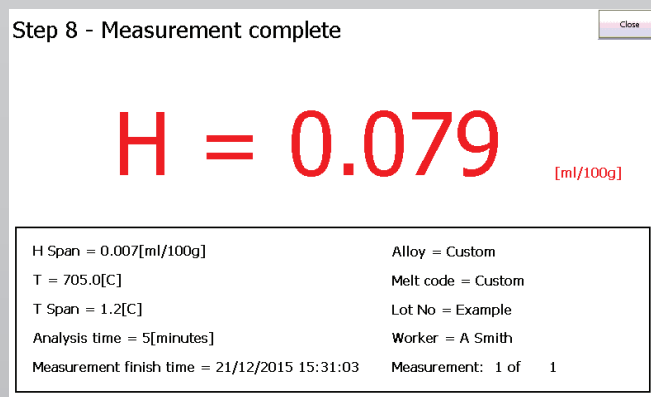 Step 8 - Measurement complete
Close
H = 0.079 [ml/100g]
H Span = 0.007[ml/100g]
T = 705.0[C]
T Span = 1.2[C]
Analysis time = 5[minutes]
Measurement finish time = 21/12/2015 15:31:03
Alloy = Custom
Melt code = Custom
Lot No = Example
Worker = A Smith
Measurement: 1 of 1